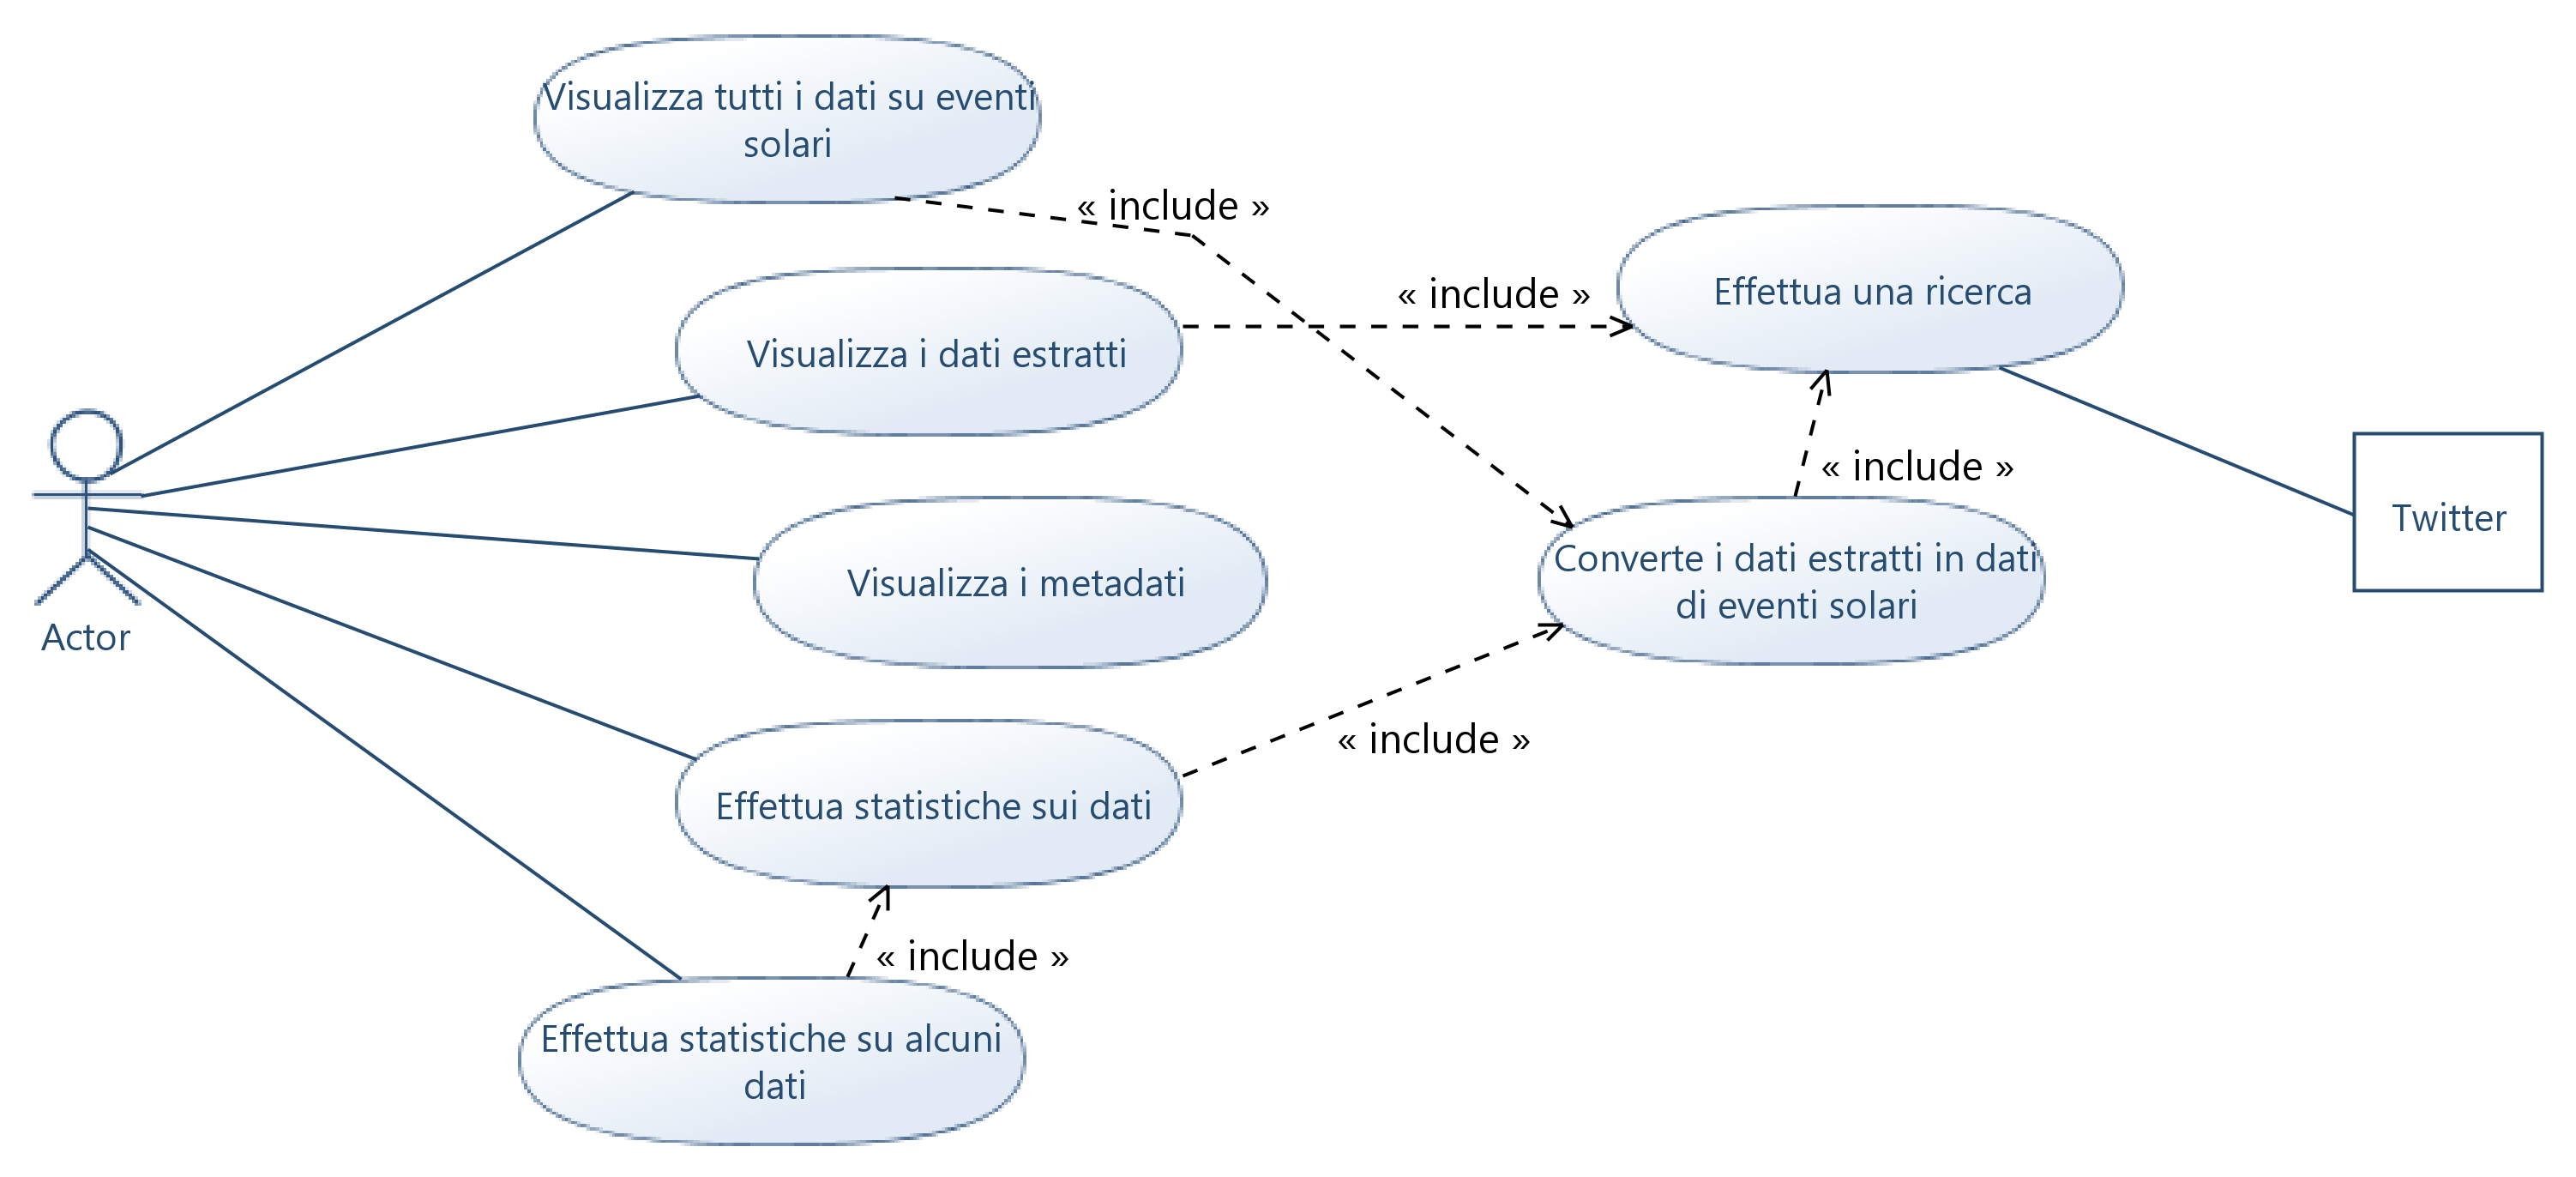 Visualizza tutti i dati su eventi
solari
« include »
« include »
Effettua una ricerca
Visualizza i dati estratti
« include »
Twitter
Actor
Visualizza i metadati
Converte i dati estratti in dati
di eventi solari
« include »
Effettua statistiche sui dati
« include »
Effettua statistiche su alcuni
dati